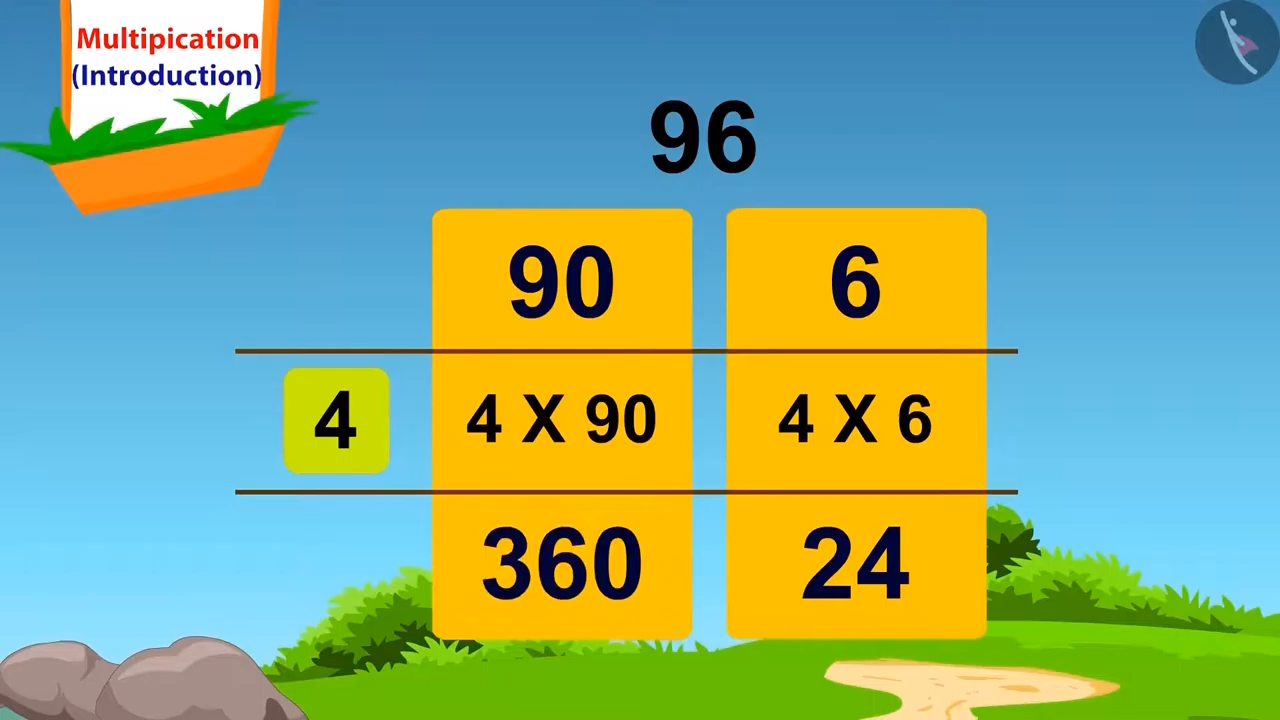 Multipication
(Introduction)
96
90 6
4 4 X 90 4 X 6
360 24